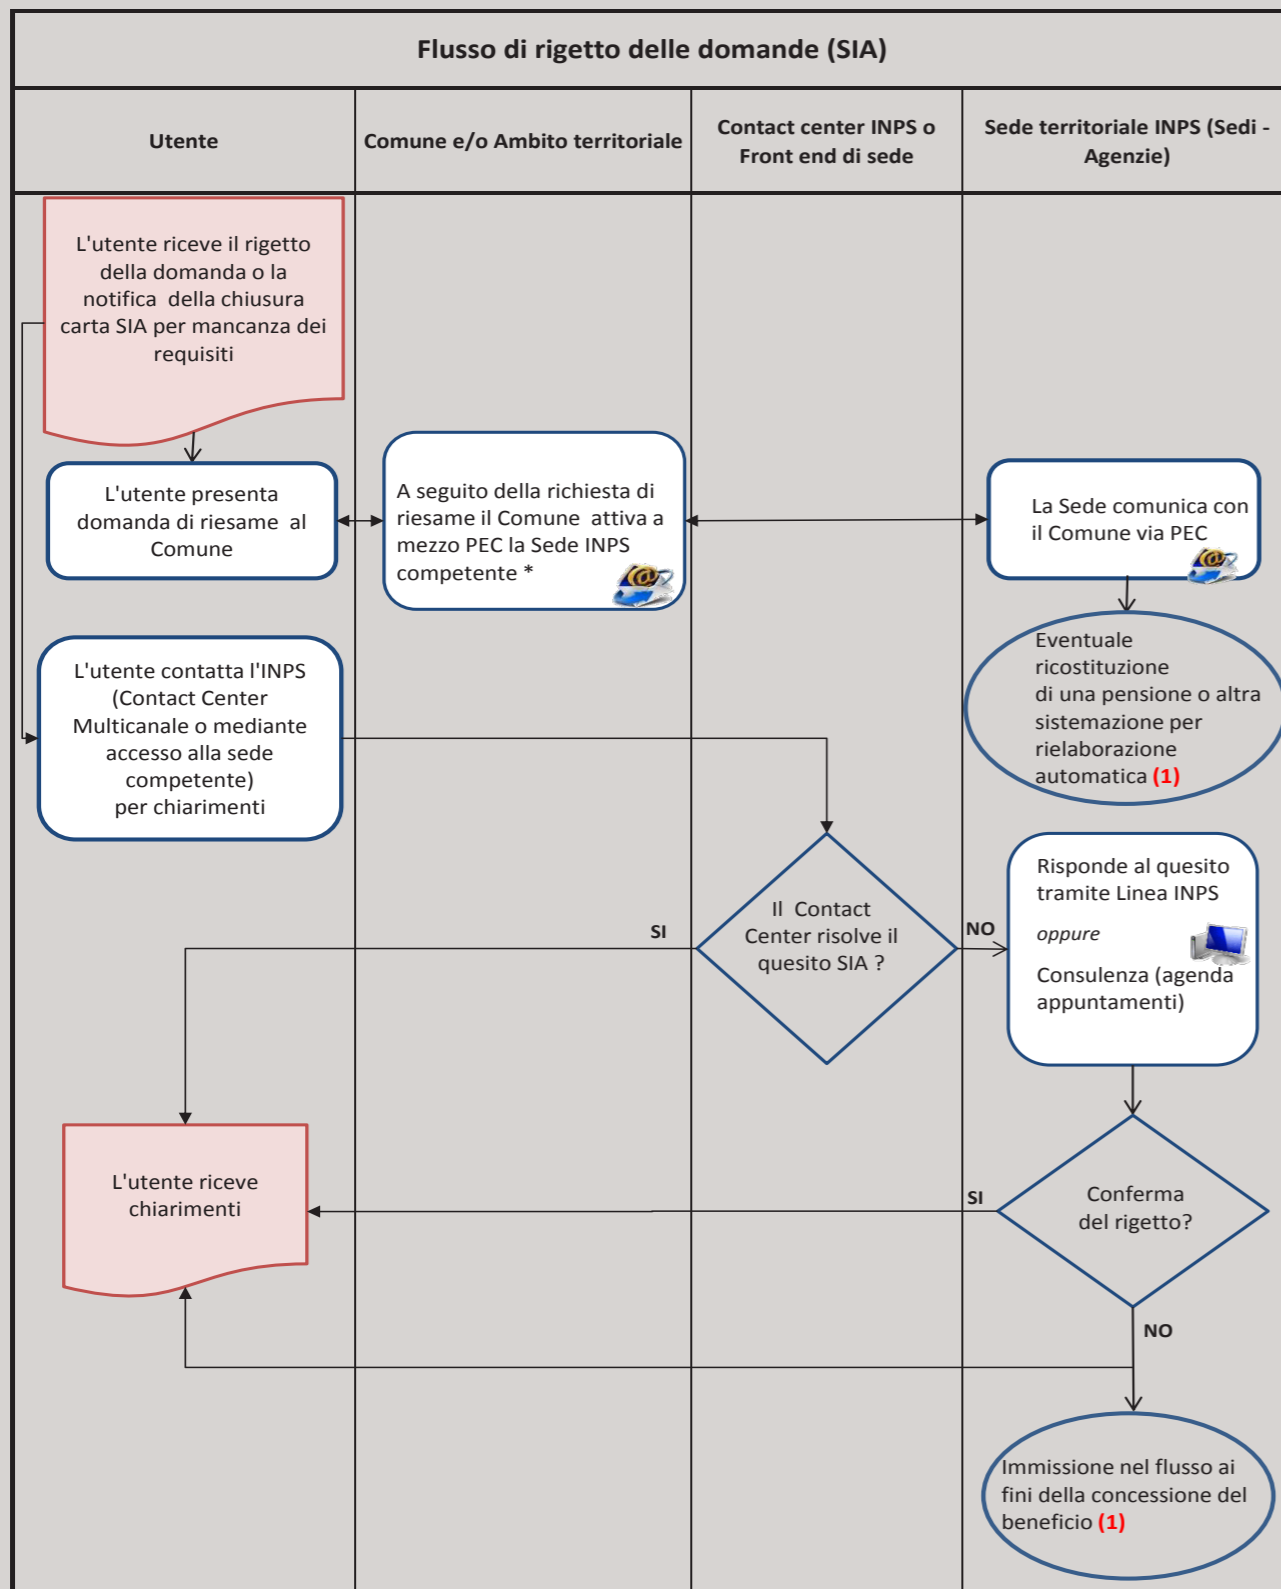 Flusso di rigetto delle domande (SIA)
Utente
Comune e/o Ambito territoriale
Contact center INPS o
Front end di sede
Sede territoriale INPS (Sedi -
Agenzie)
L'utente riceve il rigetto
della domanda o la
notifica della chiusura
carta SIA per mancanza dei
requisiti
L'utente presenta
domanda di riesame al
Comune
A seguito della richiesta di
riesame il Comune attiva a
mezzo PEC la Sede INPS
competente *
La Sede comunica con
il Comune via PEC
Eventuale
ricostituzione
di una pensione o altra
sistemazione per
rielaborazione
automatica (1)
L'utente contatta l'INPS
(Contact Center
Multicanale o mediante
accesso alla sede
competente)
per chiarimenti
Il Contact
Center risolve il
quesito SIA ?
SI
NO
Risponde al quesito
tramite Linea INPS
oppure
Consulenza (agenda
appuntamenti)
L'utente riceve
chiarimenti
SI
Conferma
del rigetto?
NO
Immissione nel flusso ai
fini della concessione del
beneficio (1)